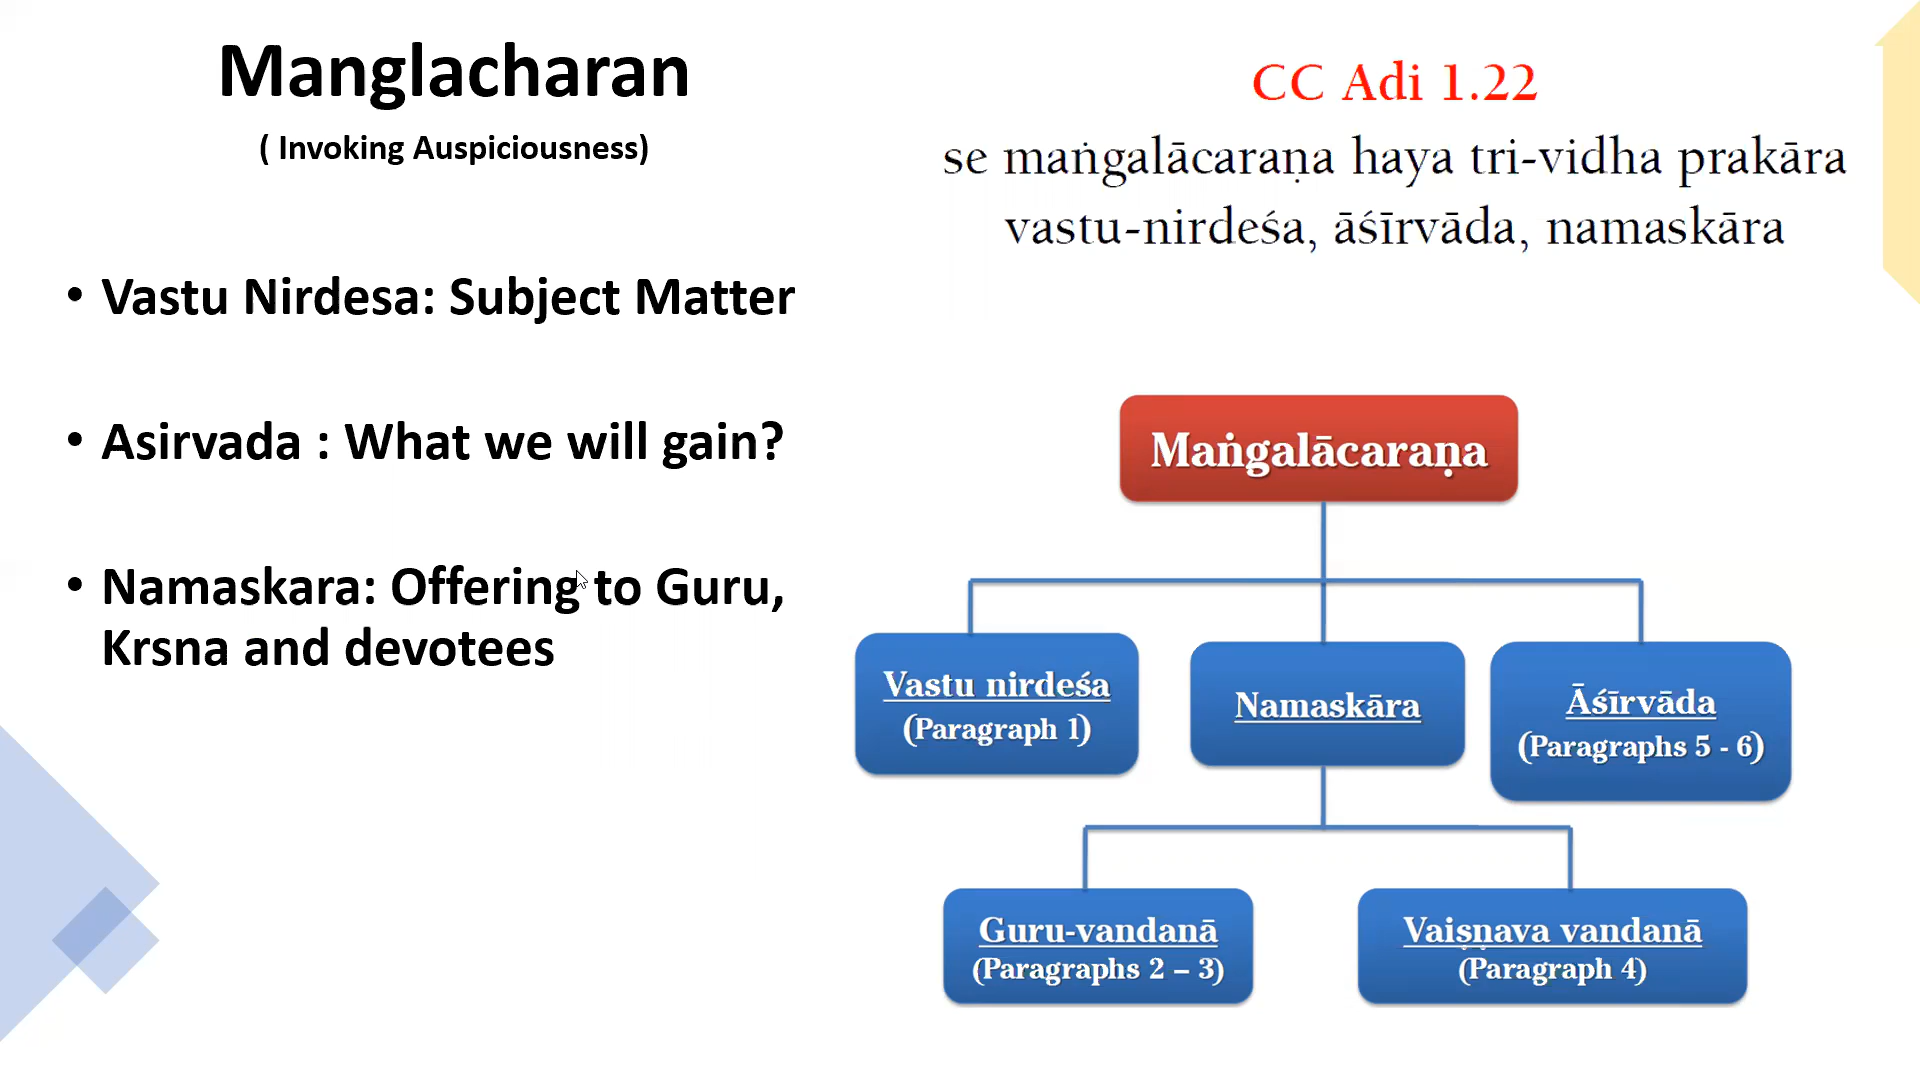 Manglacharan
( Invoking Auspiciousness)
• Vastu Nirdesa: Subject Matter
• Asirvada : What we will gain?
• Namaskara: Offering to Guru,
Krsna and devotees
CC Adi 1.22
se maṅgalācaraṇa haya tri-vidha prakāra
vastu-nirdeśa, āśīrvāda, namaskāra
Maṅgalācaraṇa
Vastu nirdeśa
(Paragraph 1)
Namaskāra
Āśīrvāda
(Paragraphs 5 - 6)
Guru-vandanā
(Paragraphs 2 – 3)
Vaiṣṇava vandanā
(Paragraph 4)